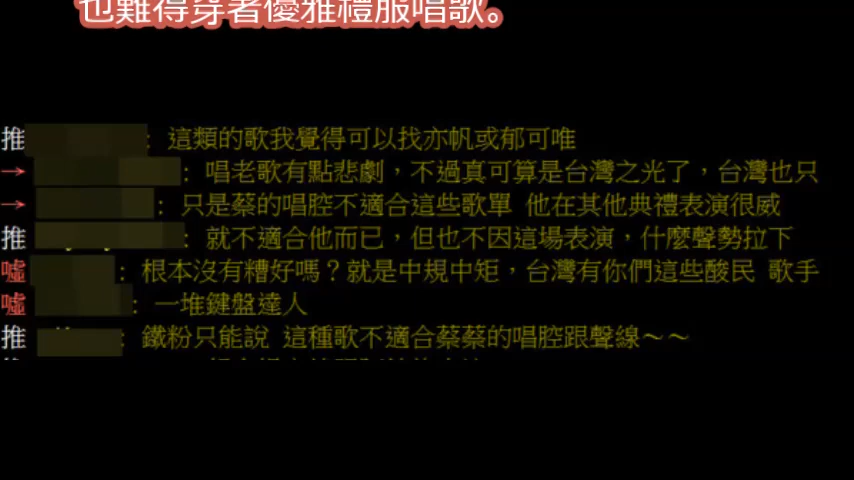 也難得穿著優雅禮服唱歌。
推 : 這類的歌我覺得可以找亦帆或郁可唯
→ : 唱老歌有點悲劇，不過真可算是台灣之光了，台灣也只
→ : 只是蔡的唱腔不適合這些歌單 他在其他典禮表演很威
推 : 就不適合他而已，但也不因這場表演，什麼聲勢拉下
噓 : 根本沒有糟好嗎？就是中規中矩，台灣有你們這些酸民 歌手
噓 : 一堆鍵盤達人
推 : 鐵粉只能說 這種歌不適合蔡蔡的唱腔跟聲線～～